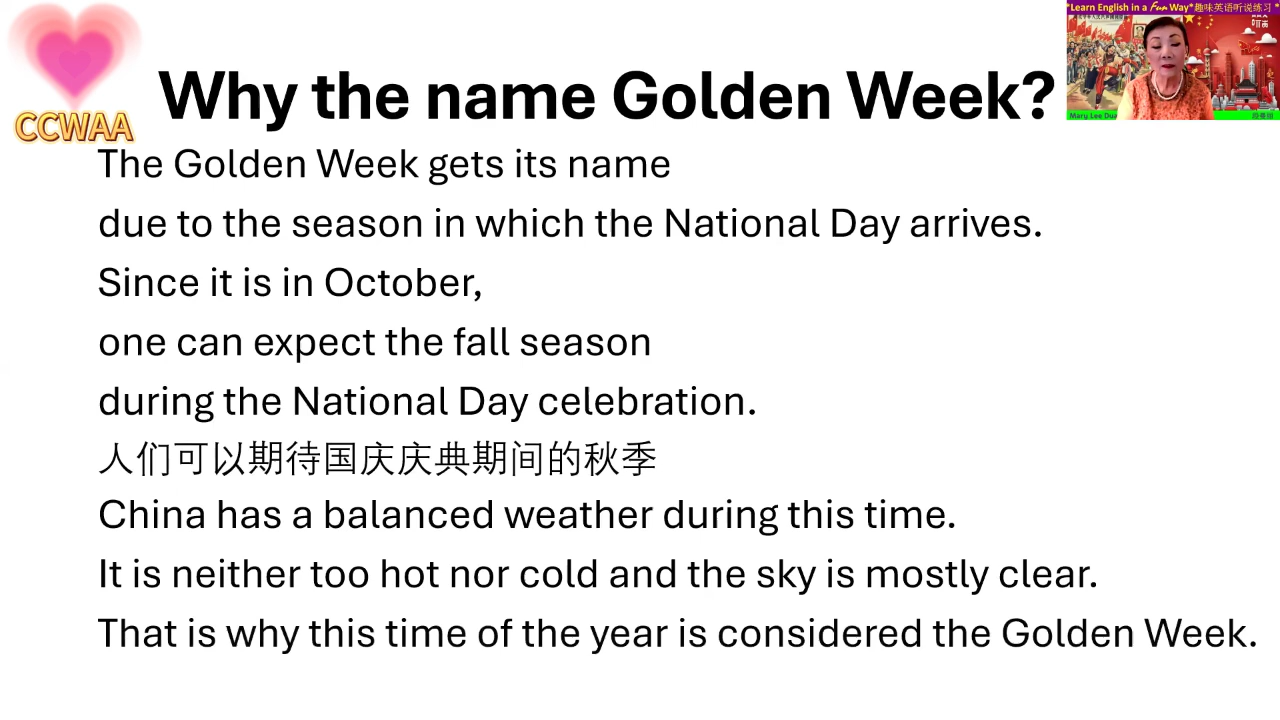 *Learn English in a Fun Way*趣味英语听说练习 *
CCWAA
Why the name Golden Week?
Mary Lee Dua
The Golden Week gets its name
due to the season in which the National Day arrives.
Since it is in October,
one can expect the fall season
during the National Day celebration.
人们可以期待国庆庆典期间的秋季
China has a balanced weather during this time.
It is neither too hot nor cold and the sky is mostly clear.
That is why this time of the year is considered the Golden Week.